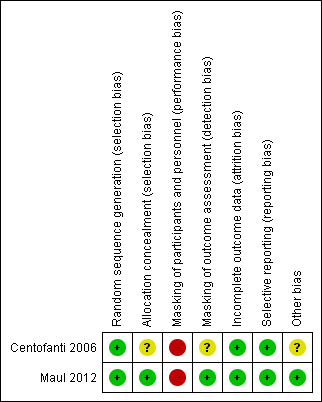 Random sequence generation (selection bias)
Allocation concealment (selection bias)
Masking of participants and personnel (performance bias)
Masking of outcome assessment (detection bias)
Incomplete outcome data (attrition bias)
Selective reporting (reporting bias)
Other bias
Centofanti 2006 + ? - ? + + ?
Maul 2012 + + - + + + +